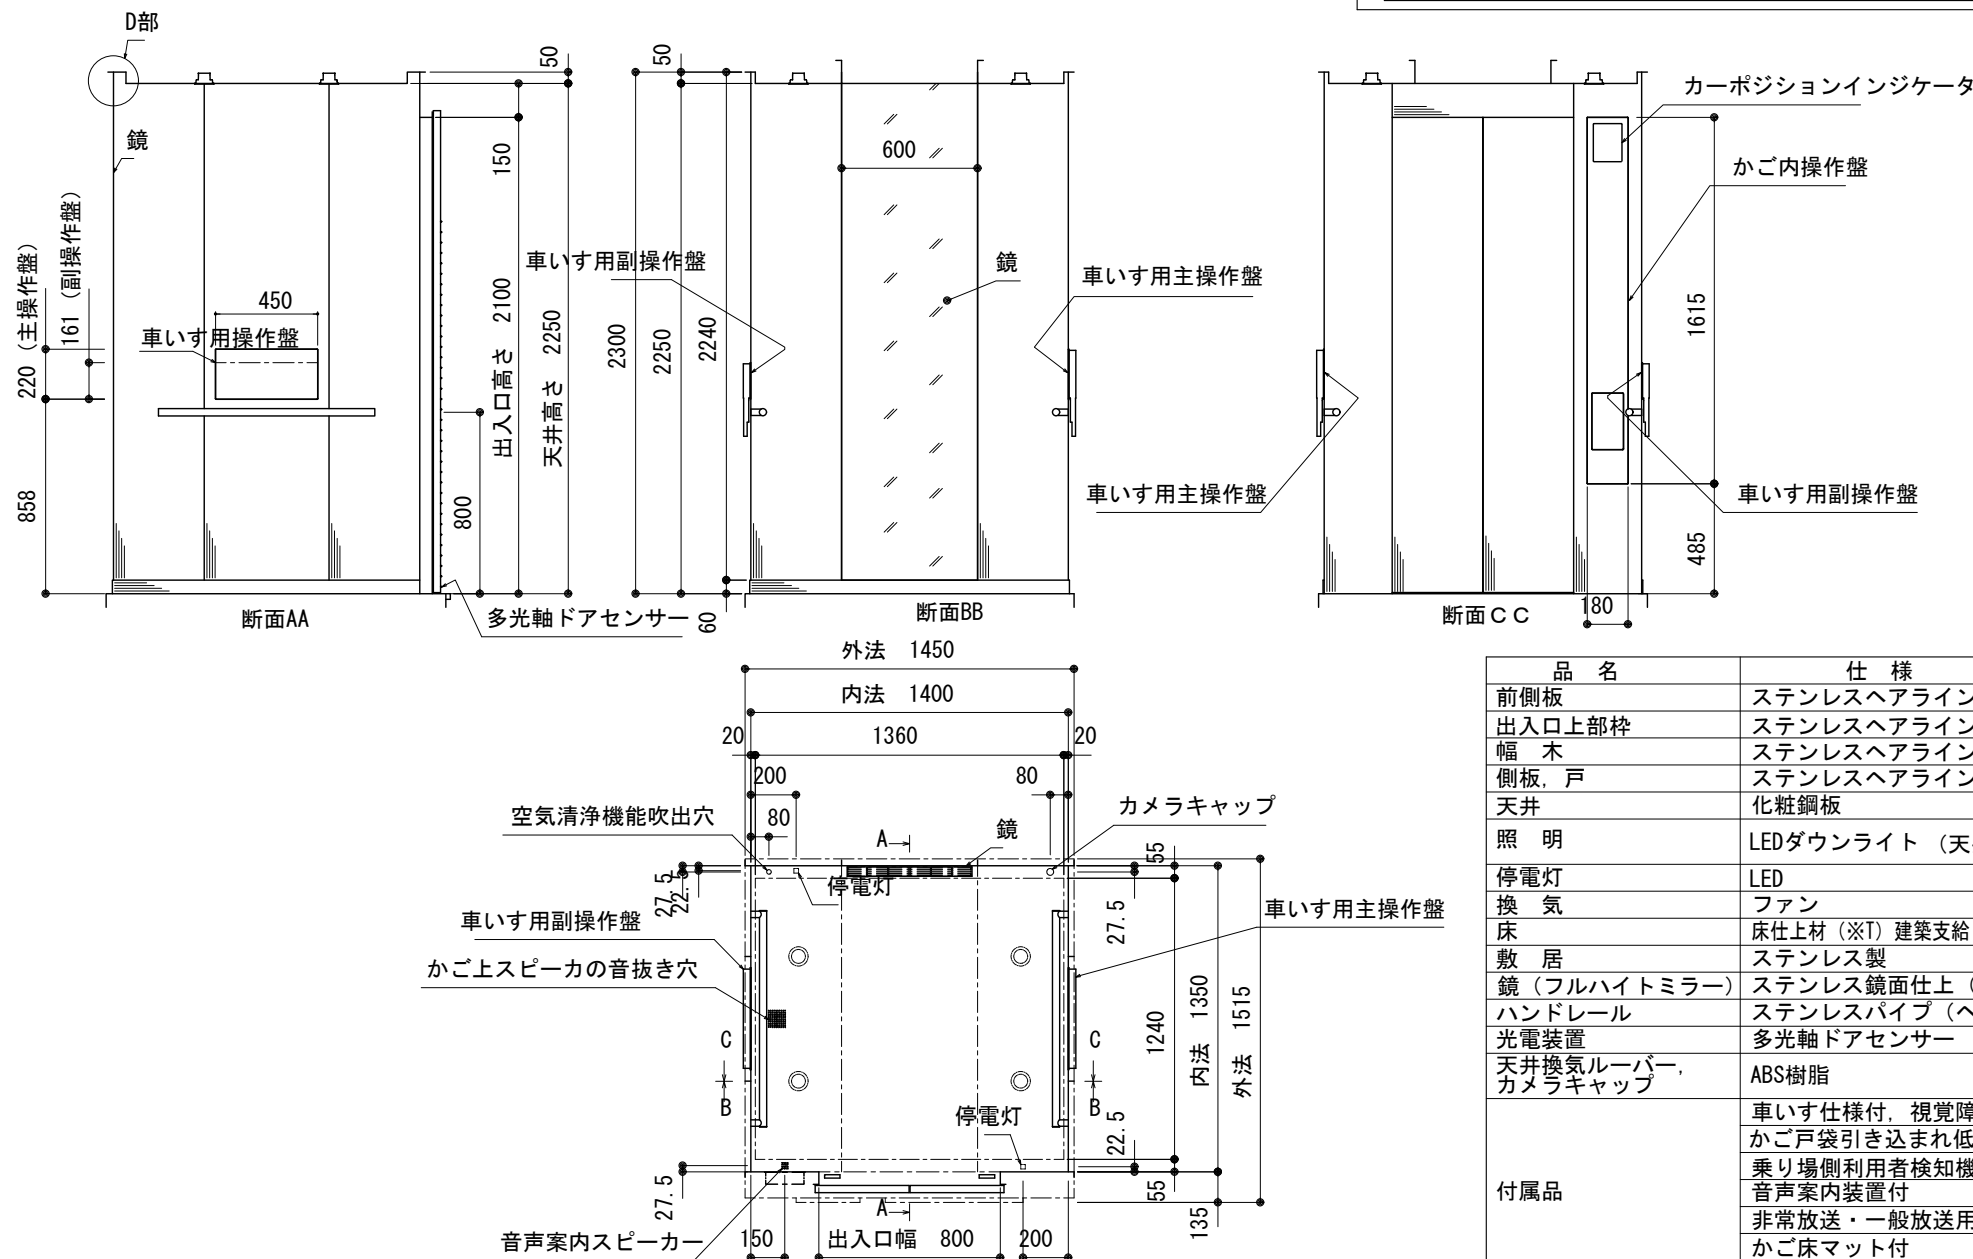 D部
鏡
220 (主操作盤)
161 (副操作盤)
450
車いす用操作盤
858
50
150
出入口高さ 2100
天井高さ 2250
800
断面AA
多光軸ドアセンサー
50
2300
2250
2240
60
600
車いす用副操作盤
鏡
車いす用主操作盤
断面BB
カーポジションインジケータ
かご内操作盤
1615
車いす用主操作盤
車いす用副操作盤
485
180
断面CC
外法 1450
内法 1400
20
1360
20
200
80
80
空気清浄機能吹出穴
A
鏡
カメラキャップ
停電灯
27.5
22.5
55
27.5
車いす用副操作盤
車いす用主操作盤
かご上スピーカの音抜き穴
1240
内法 1350
外法 1515
C
B
C
B
停電灯
22.5
27.5
55
135
A
音声案内スピーカー
150
出入口幅 800
200
品 名 仕 様
前側板 ステンレスヘアライン
出入口上部枠 ステンレスヘアライン
幅 木 ステンレスヘアライン
側板, 戸 ステンレスヘアライン
天井 化粧鋼板
照 明 LEDダウンライト (天
停電灯 LED
換 気 ファン
床 床仕上材(※T)建築支給
敷 居 ステンレス製
鏡(フルハイトミラー) ステンレス鏡面仕上(
ハンドレール ステンレスパイプ(ヘ
光電装置 多光軸ドアセンサー
天井換気ルーバー,
カメラキャップ ABS樹脂
付属品
車いす仕様付, 視覚障
かご戸袋引き込まれ低
乗り場側利用者検知機
音声案内装置付
非常放送・一般放送用
かご床マット付